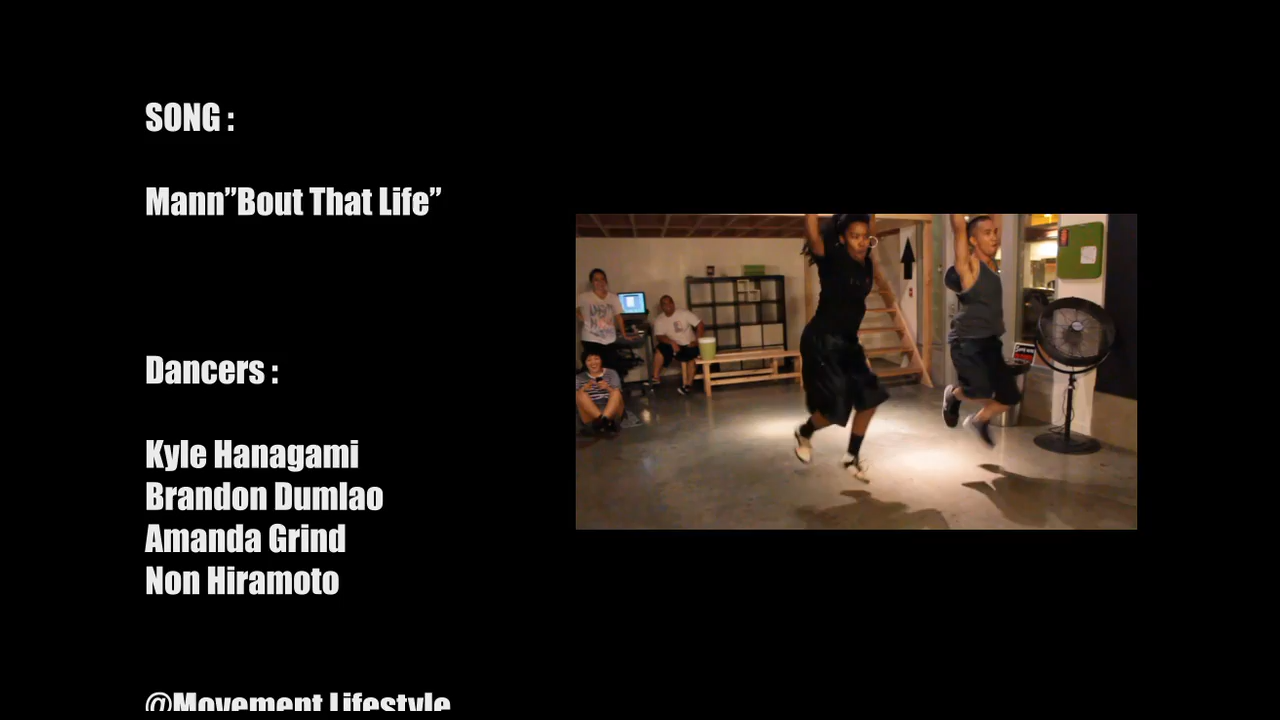 SONG :
Mann”Bout That Life”
Dancers :
Kyle Hanagami
Brandon Dumlao
Amanda Grind
Non Hiramoto
@Movement Lifestyle